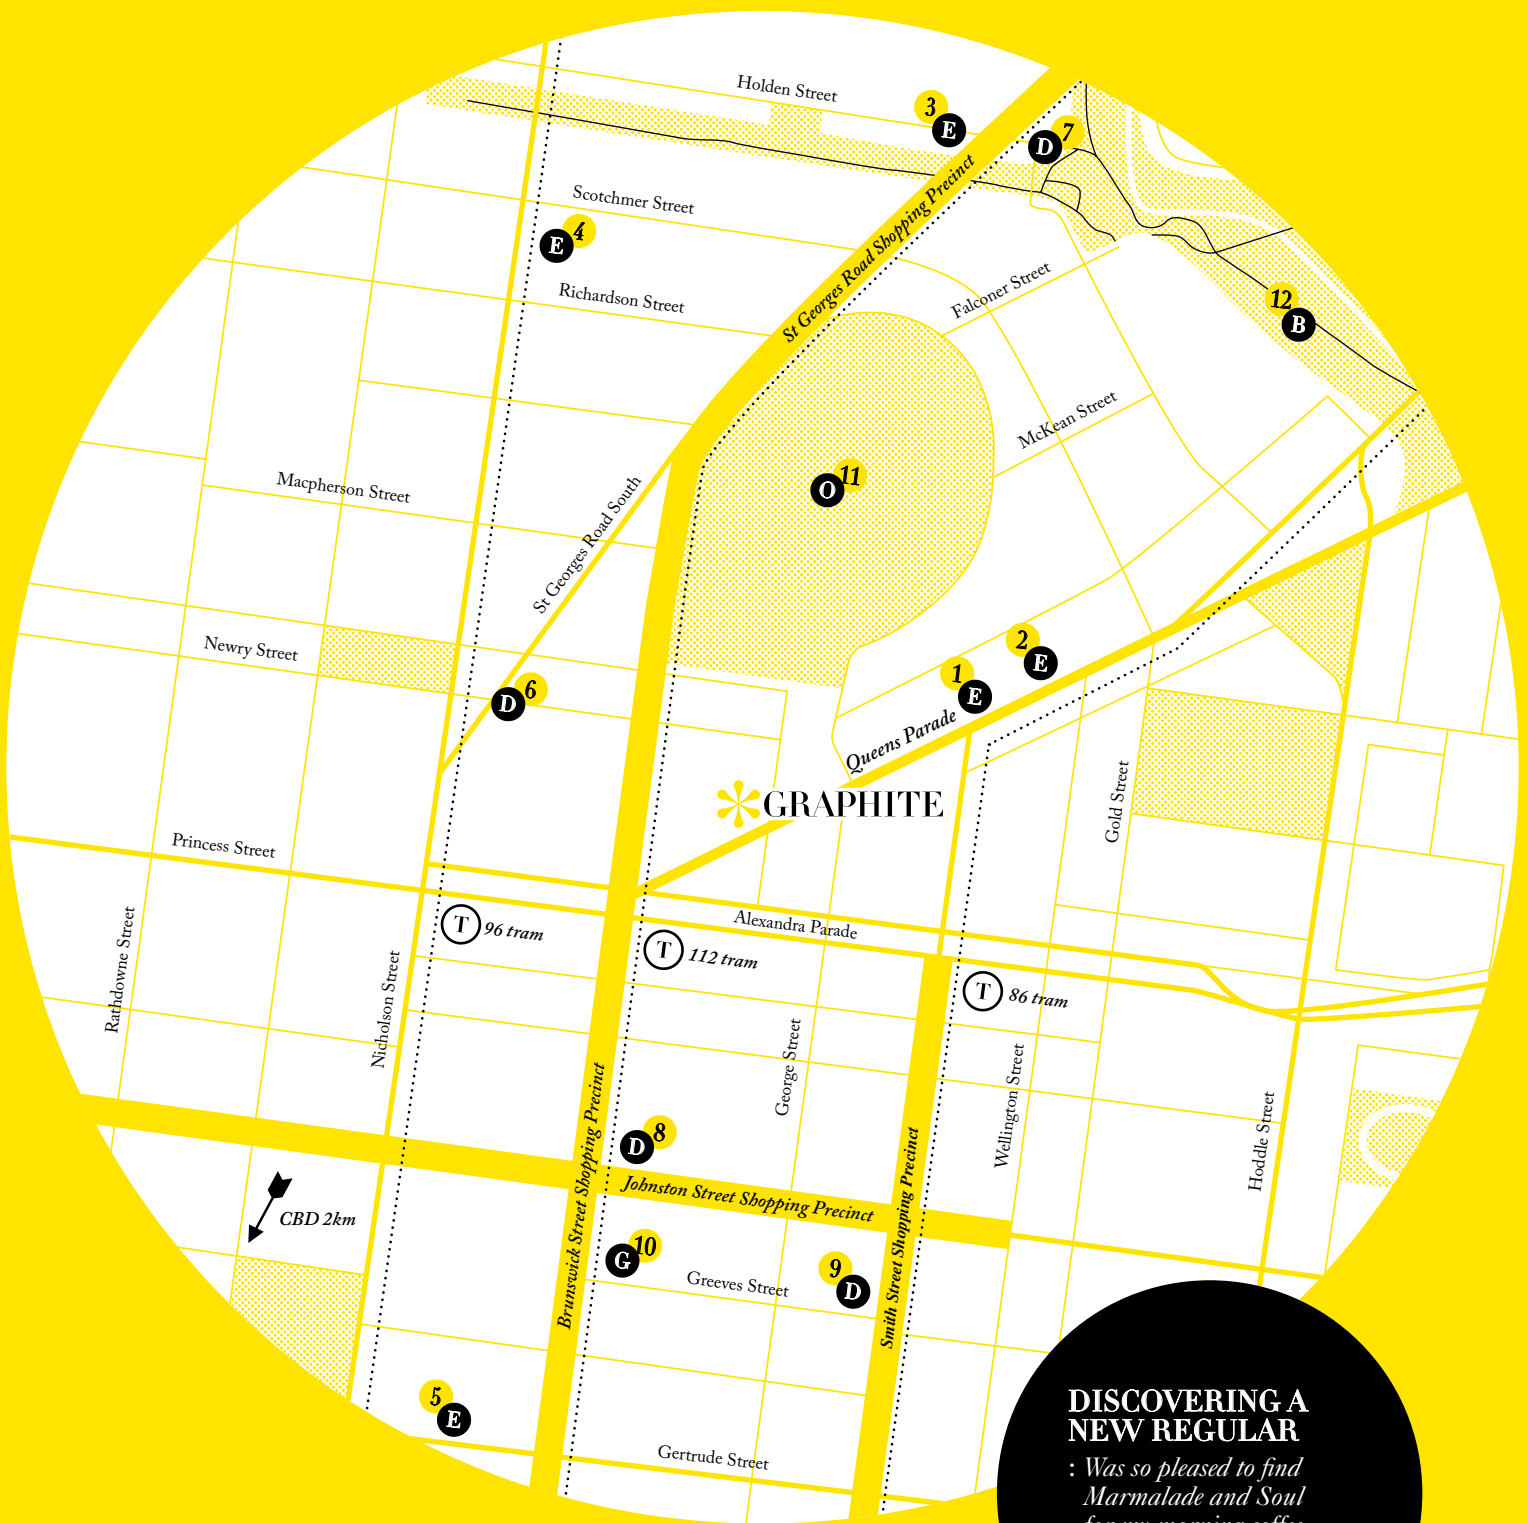 Holden Street
3
E
D
7
St Georges Road Shopping Precinct
Scotchmer Street
E
4
Richardson Street
Falconer Street
12
B
McKean Street
O
11
Macpherson Street
St Georges Road South
Newry Street
D
6
2
E
1
E
Queens Parade
GRAPHITE
Gold Street
Princess Street
T
96 tram
Alexandra Parade
T
112 tram
T
86 tram
Rathdowne Street
Nicholson Street
George Street
Wellington Street
Hoddle Street
Brunswick Street Shopping Precinct
D
8
Johnston Street Shopping Precinct
Smith Street Shopping Precinct
CBD 2km
G
10
Greeves Street
9
D
5
E
Gertrude Street
DISCOVERING A
NEW REGULAR
: Was so pleased to find
Marmalade and Soul